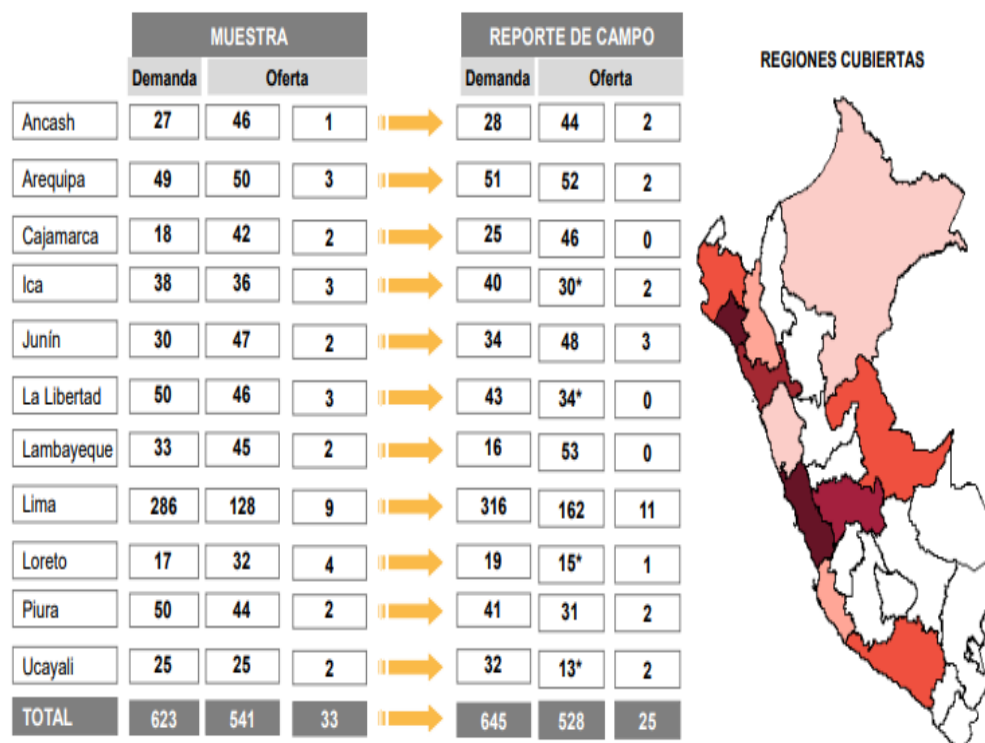 MUESTRA REPORTE DE CAMPO
REGIONES CUBIERTAS
Demanda Oferta Demanda Oferta
Ancash 27 46 1 28 44 2
Arequipa 49 50 3 51 52 2
Cajamarca 18 42 2 25 46 0
Ica 38 36 3 40 30* 2
Junín 30 47 2 34 48 3
La Libertad 50 46 3 43 34* 0
Lambayeque 33 45 2 16 53 0
Lima 286 128 9 316 162 11
Loreto 17 32 4 19 15* 1
Piura 50 44 2 41 31 2
Ucayali 25 25 2 32 13* 2
TOTAL 623 541 33 645 528 25